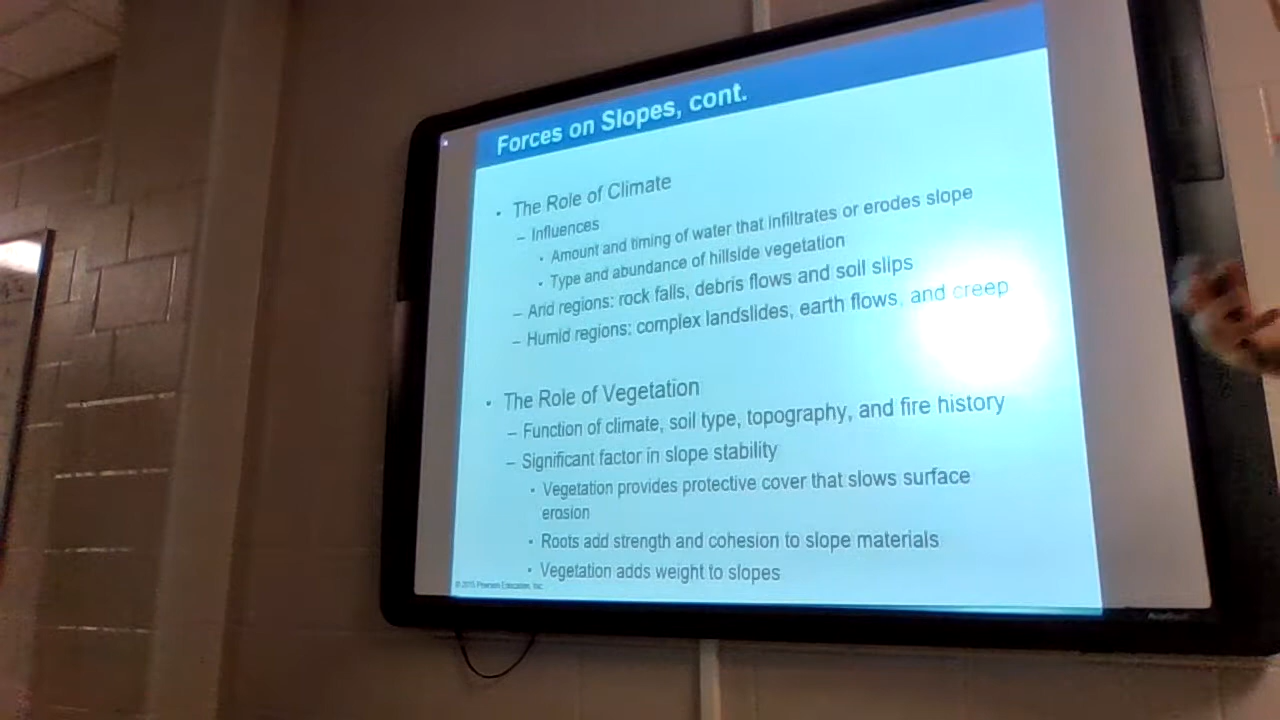 Forces on Slopes, cont.
• The Role of Climate
– Influences
• Amount and timing of water that infiltrates or erodes slope
• Type and abundance of hillside vegetation
– Arid regions: rock falls, debris flows and soil slips
– Humid regions: complex landslides, earth flows, and creep
• The Role of Vegetation
– Function of climate, soil type, topography, and fire history
– Significant factor in slope stability
• Vegetation provides protective cover that slows surface
erosion
• Roots add strength and cohesion to slope materials
• Vegetation adds weight to slopes
Pearson Education, Inc.